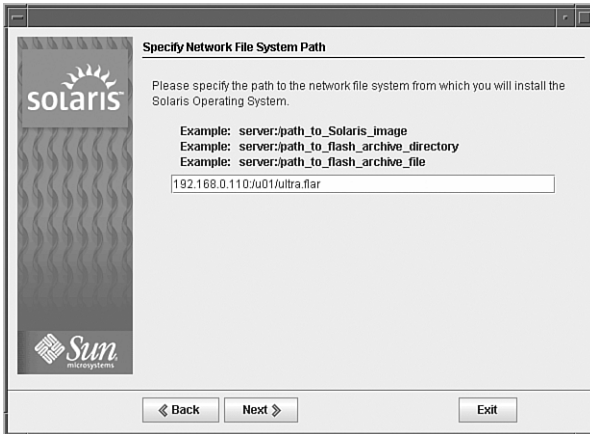 Specify Network File System Path
solaris
Please specify the path to the network file system from which you will install the
Solaris Operating System.
Example: server:/path_to_Solaris_image
Example: server:/path_to_flash_archive_directory
Example: server:/path_to_flash_archive_file
192.168.0.110:/u01/ultra.flar
Sun
microsystems
Back Next Exit